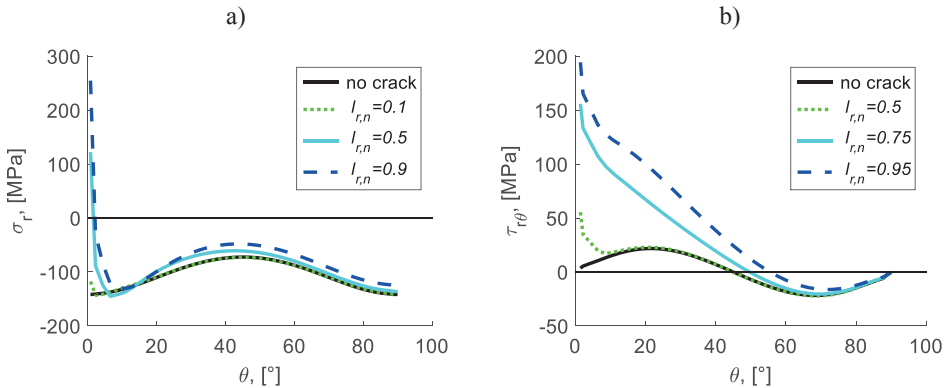 a)
300
200
100
0
-100
-200
σr, [MPa]
0 20 40 60 80 100
θ, [°]
no crack
lr,n=0.1
lr,n=0.5
lr,n=0.9
b)
200
150
100
50
0
-50
τrθ, [MPa]
0 20 40 60 80 100
θ, [°]
no crack
lr,n=0.5
lr,n=0.75
lr,n=0.95